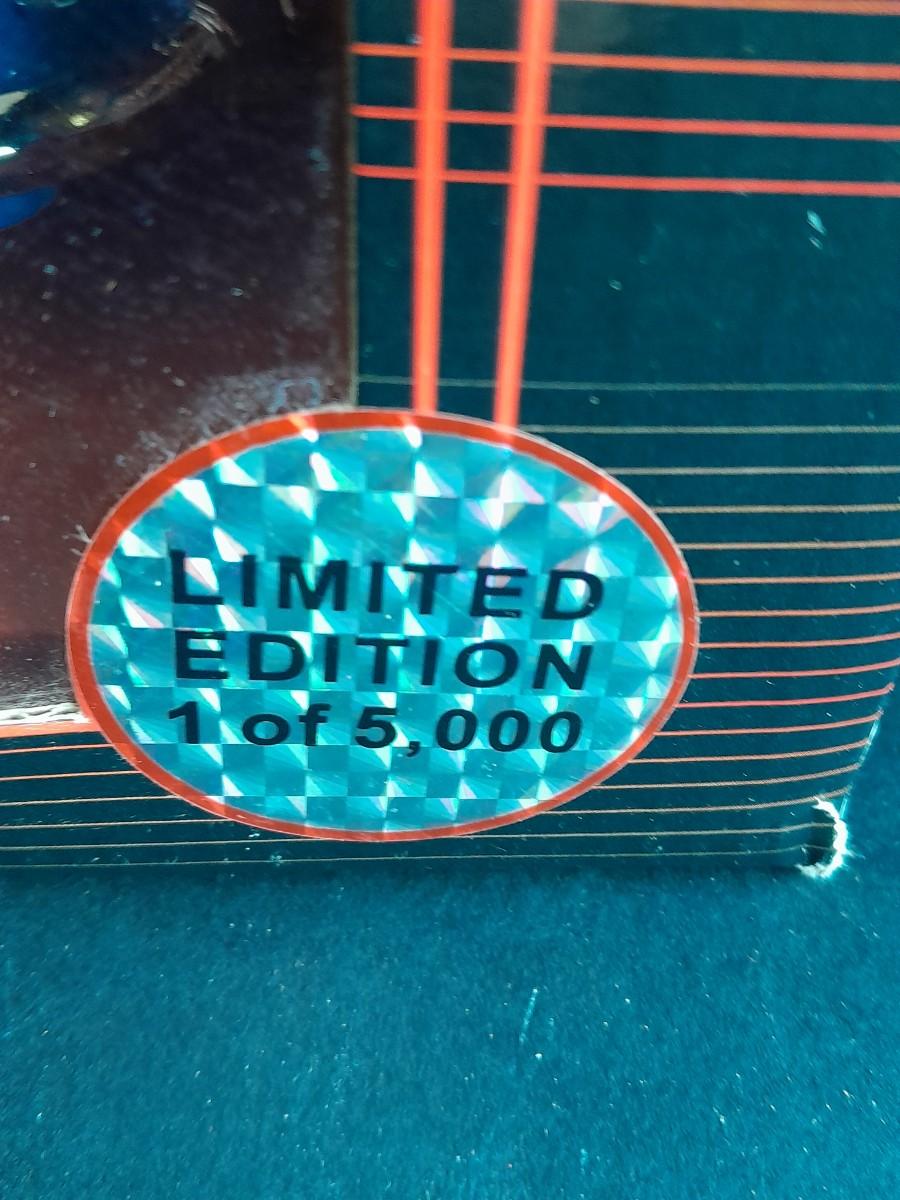 LIMITED
EDITION
1 of 5,000